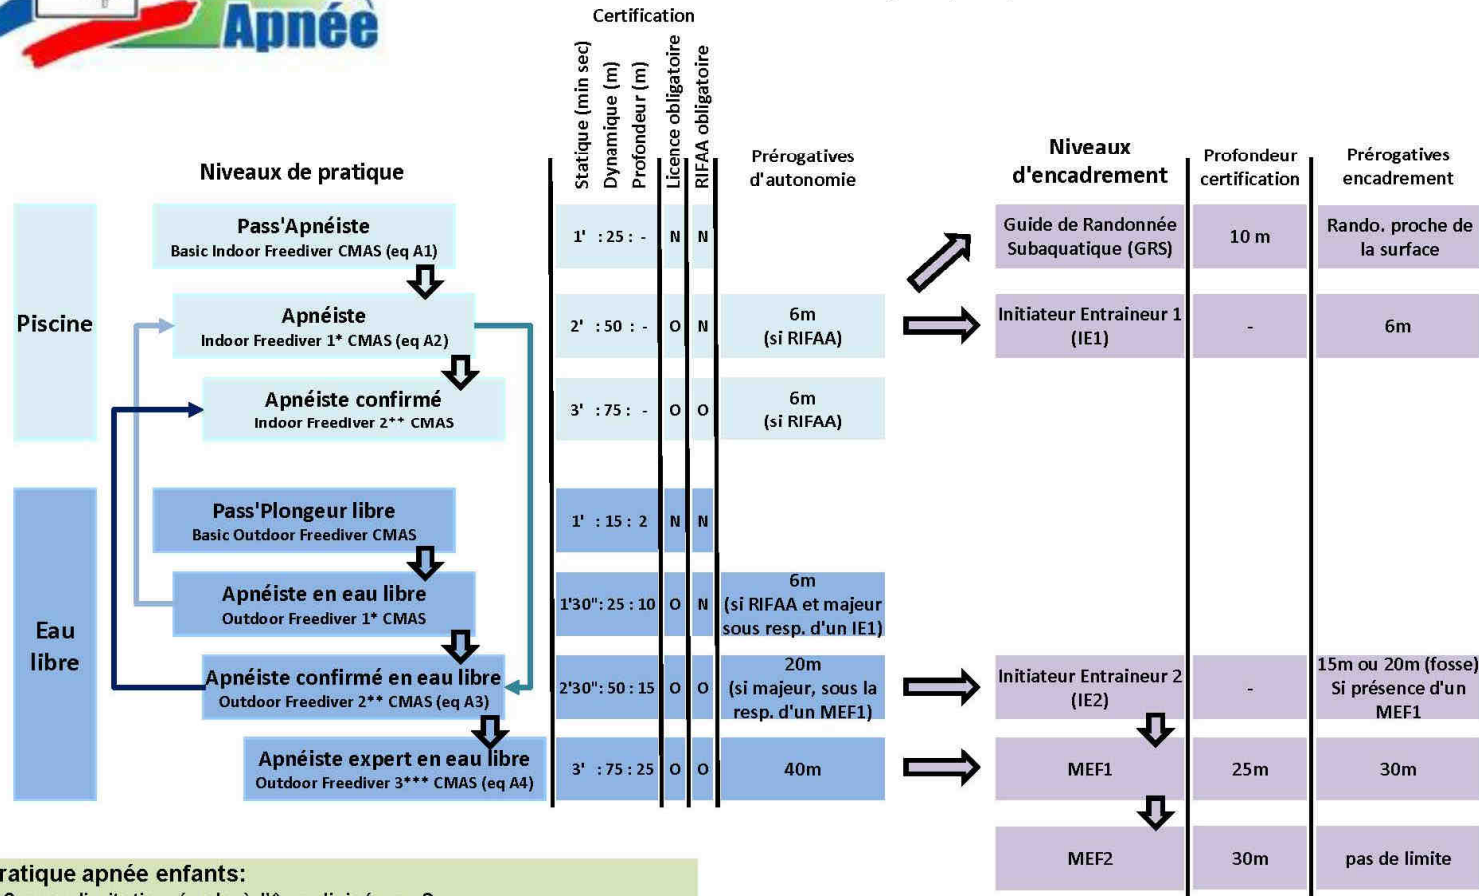 Apnée
Certification
Statique (min sec)
Dynamique (m)
Profondeur (m)
Licence obligatoire
RIFAA obligatoire
Niveaux de pratique
Prérogatives
d'autonomie
Niveaux
d'encadrement
Profondeur
certification
Prérogatives
encadrement
Piscine
Pass'Apnéiste
Basic Indoor Freediver CMAS (eq A1)
1' : 25 : -
N
N
Guide de Randonnée
Subaquatique (GRS)
10 m
Rando. proche de
la surface
Apnéiste
Indoor Freediver 1* CMAS (eq A2)
2' : 50 : -
O
N
6m
(si RIFAA)
Initiateur Entraineur 1
(IE1)
-
6m
Apnéiste confirmé
Indoor Freediver 2** CMAS
3' : 75 : -
O
O
6m
(si RIFAA)
Eau
libre
Pass'Plongeur libre
Basic Outdoor Freediver CMAS
1' : 15 : 2
N
N
Apnéiste en eau libre
Outdoor Freediver 1* CMAS
1'30" : 25 : 10
O
N
6m
(si RIFAA et majeur
sous resp. d'un IE1)
Apnéiste confirmé en eau libre
Outdoor Freediver 2** CMAS (eq A3)
2'30" : 50 : 15
O
O
20m
(si majeur, sous la
resp. d'un MEF1)
Initiateur Entraineur 2
(IE2)
-
15m ou 20m (fosse)
Si présence d'un
MEF1
Apnéiste expert en eau libre
Outdoor Freediver 3*** CMAS (eq A4)
3' : 75 : 25
O
O
40m
MEF1
25m
30m
MEF2
30m
pas de limite
ratique apnée enfants: